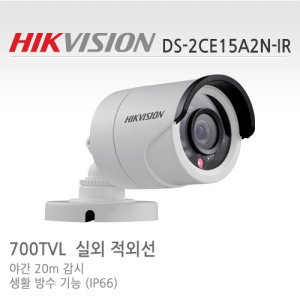 HIKVISION DS-2CE15A2N-IR
700TVL 실외 적외선
야간 20m 감시
생활 방수 기능 (IP66)